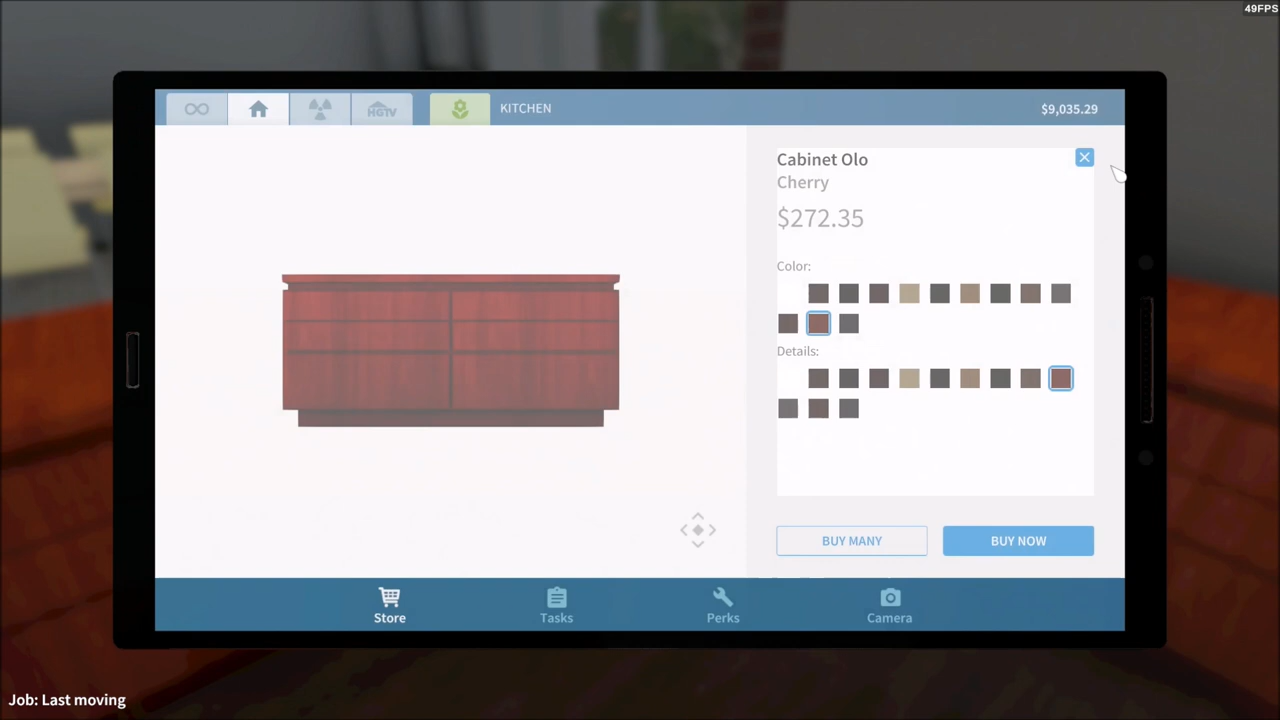 49FPS
HGTV
KITCHEN
$9,035.29
Cabinet Olo
Cherry
$272.35
Color:
Details:
BUY MANY
BUY NOW
Store
Tasks
Perks
Camera
Job: Last moving